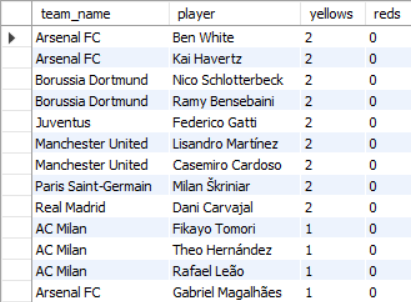 team_name player yellows reds
Arsenal FC Ben White 2 0
Arsenal FC Kai Havertz 2 0
Borussia Dortmund Nico Schlotterbeck 2 0
Borussia Dortmund Ramy Bensebaini 2 0
Juventus Federico Gatti 2 0
Manchester United Lisandro Martínez 2 0
Manchester United Casemiro Cardoso 2 0
Paris Saint-Germain Milan Škriniar 2 0
Real Madrid Dani Carvajal 2 0
AC Milan Fikayo Tomori 1 0
AC Milan Theo Hernández 1 0
AC Milan Rafael Leão 1 0
Arsenal FC Gabriel Magalhães 1 0